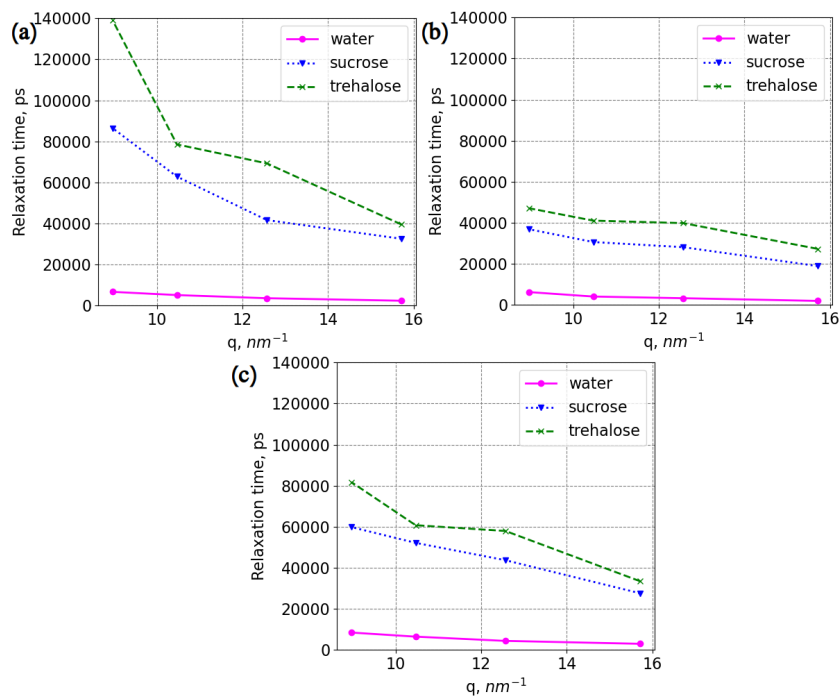 (a)
140000
120000
100000
80000
60000
40000
20000
0
Relaxation time, ps
water
sucrose
trehalose
10 12 14 16
q, nm⁻¹
(b)
140000
120000
100000
80000
60000
40000
20000
0
Relaxation time, ps
water
sucrose
trehalose
10 12 14 16
q, nm⁻¹
(c)
140000
120000
100000
80000
60000
40000
20000
0
Relaxation time, ps
water
sucrose
trehalose
10 12 14 16
q, nm⁻¹